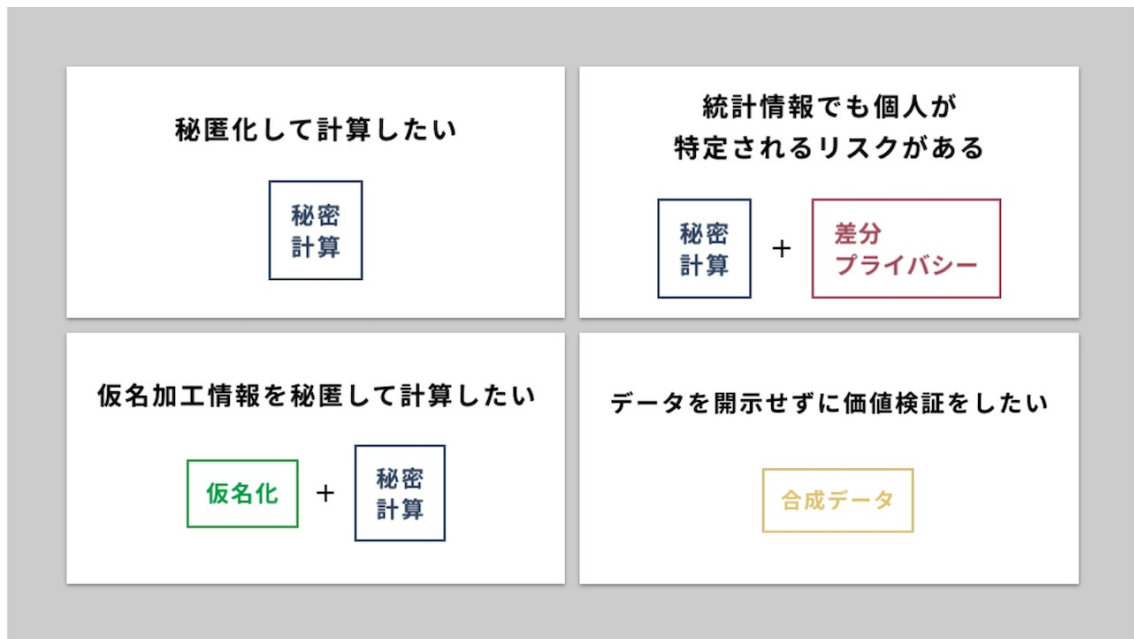 秘匿化して計算したい
秘密
計算
統計情報でも個人が
特定されるリスクがある
秘密
計算
+
差分
プライバシー
仮名加工情報を秘匿して計算したい
仮名化
+
秘密
計算
データを開示せずに価値検証をしたい
合成データ